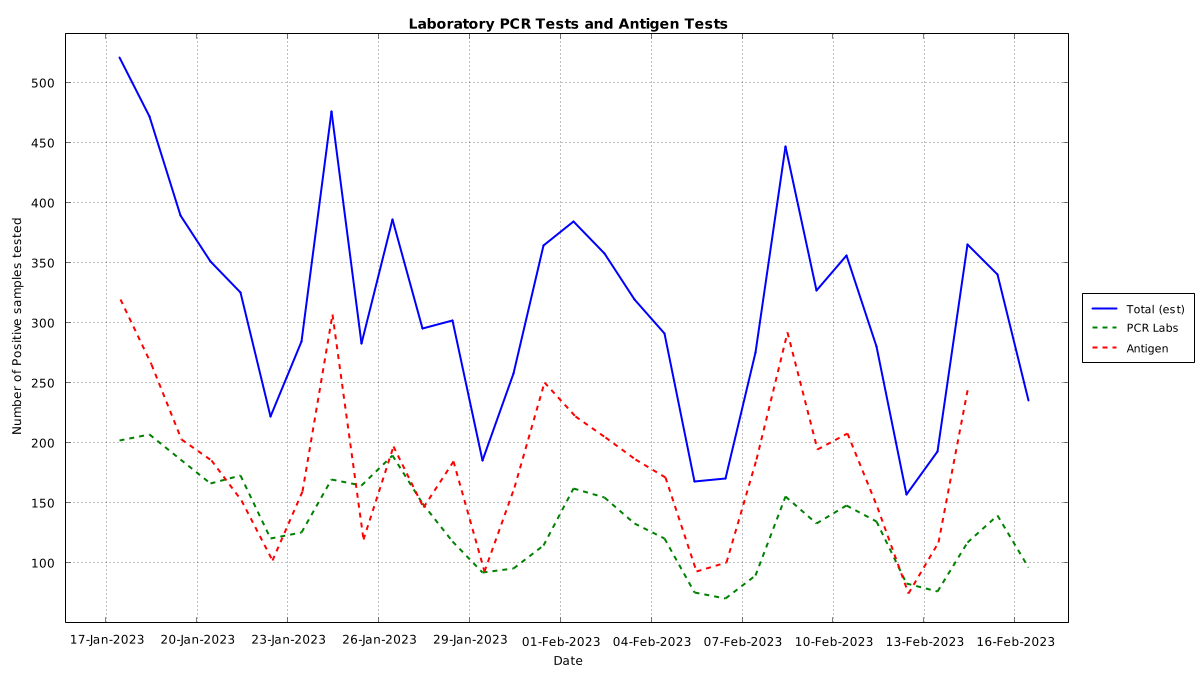 Laboratory PCR Tests and Antigen Tests
Number of Positive samples tested
500
450
400
350
300
250
200
150
100
17-Jan-2023 20-Jan-2023 23-Jan-2023 26-Jan-2023 29-Jan-2023 01-Feb-2023 04-Feb-2023 07-Feb-2023 10-Feb-2023 13-Feb-2023 16-Feb-2023
Date
Total (est)
PCR Labs
Antigen